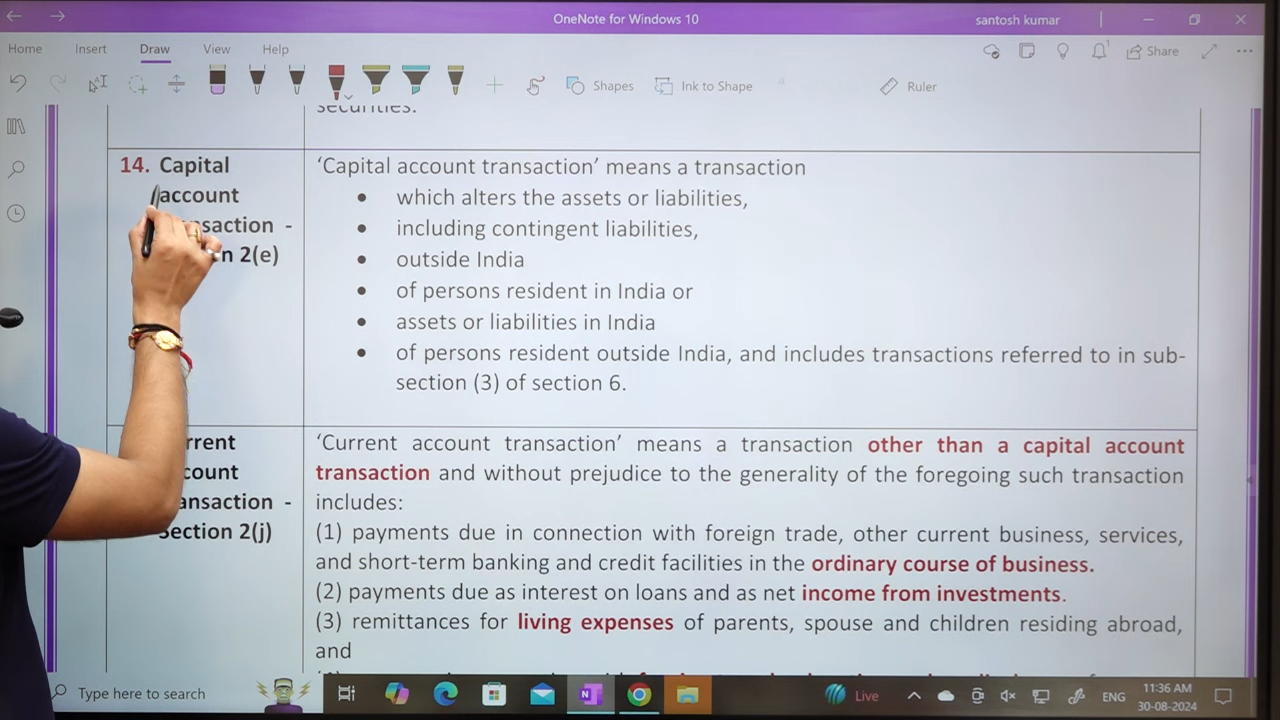 OneNote for Windows 10
santosh kumar
Home Insert Draw View Help
Share
Shapes
Ink to Shape
Ruler
securities.
14. Capital
account
nsaction -
n 2(e)
‘Capital account transaction’ means a transaction
• which alters the assets or liabilities,
• including contingent liabilities,
• outside India
• of persons resident in India or
• assets or liabilities in India
• of persons resident outside India, and includes transactions referred to in sub-
section (3) of section 6.
rrent
count
ansaction -
Section 2(j)
‘Current account transaction’ means a transaction other than a capital account
transaction and without prejudice to the generality of the foregoing such transaction
includes:
(1) payments due in connection with foreign trade, other current business, services,
and short-term banking and credit facilities in the ordinary course of business.
(2) payments due as interest on loans and as net income from investments.
(3) remittances for living expenses of parents, spouse and children residing abroad,
and
Type here to search
Live
ENG
11:36 AM
30-08-2024